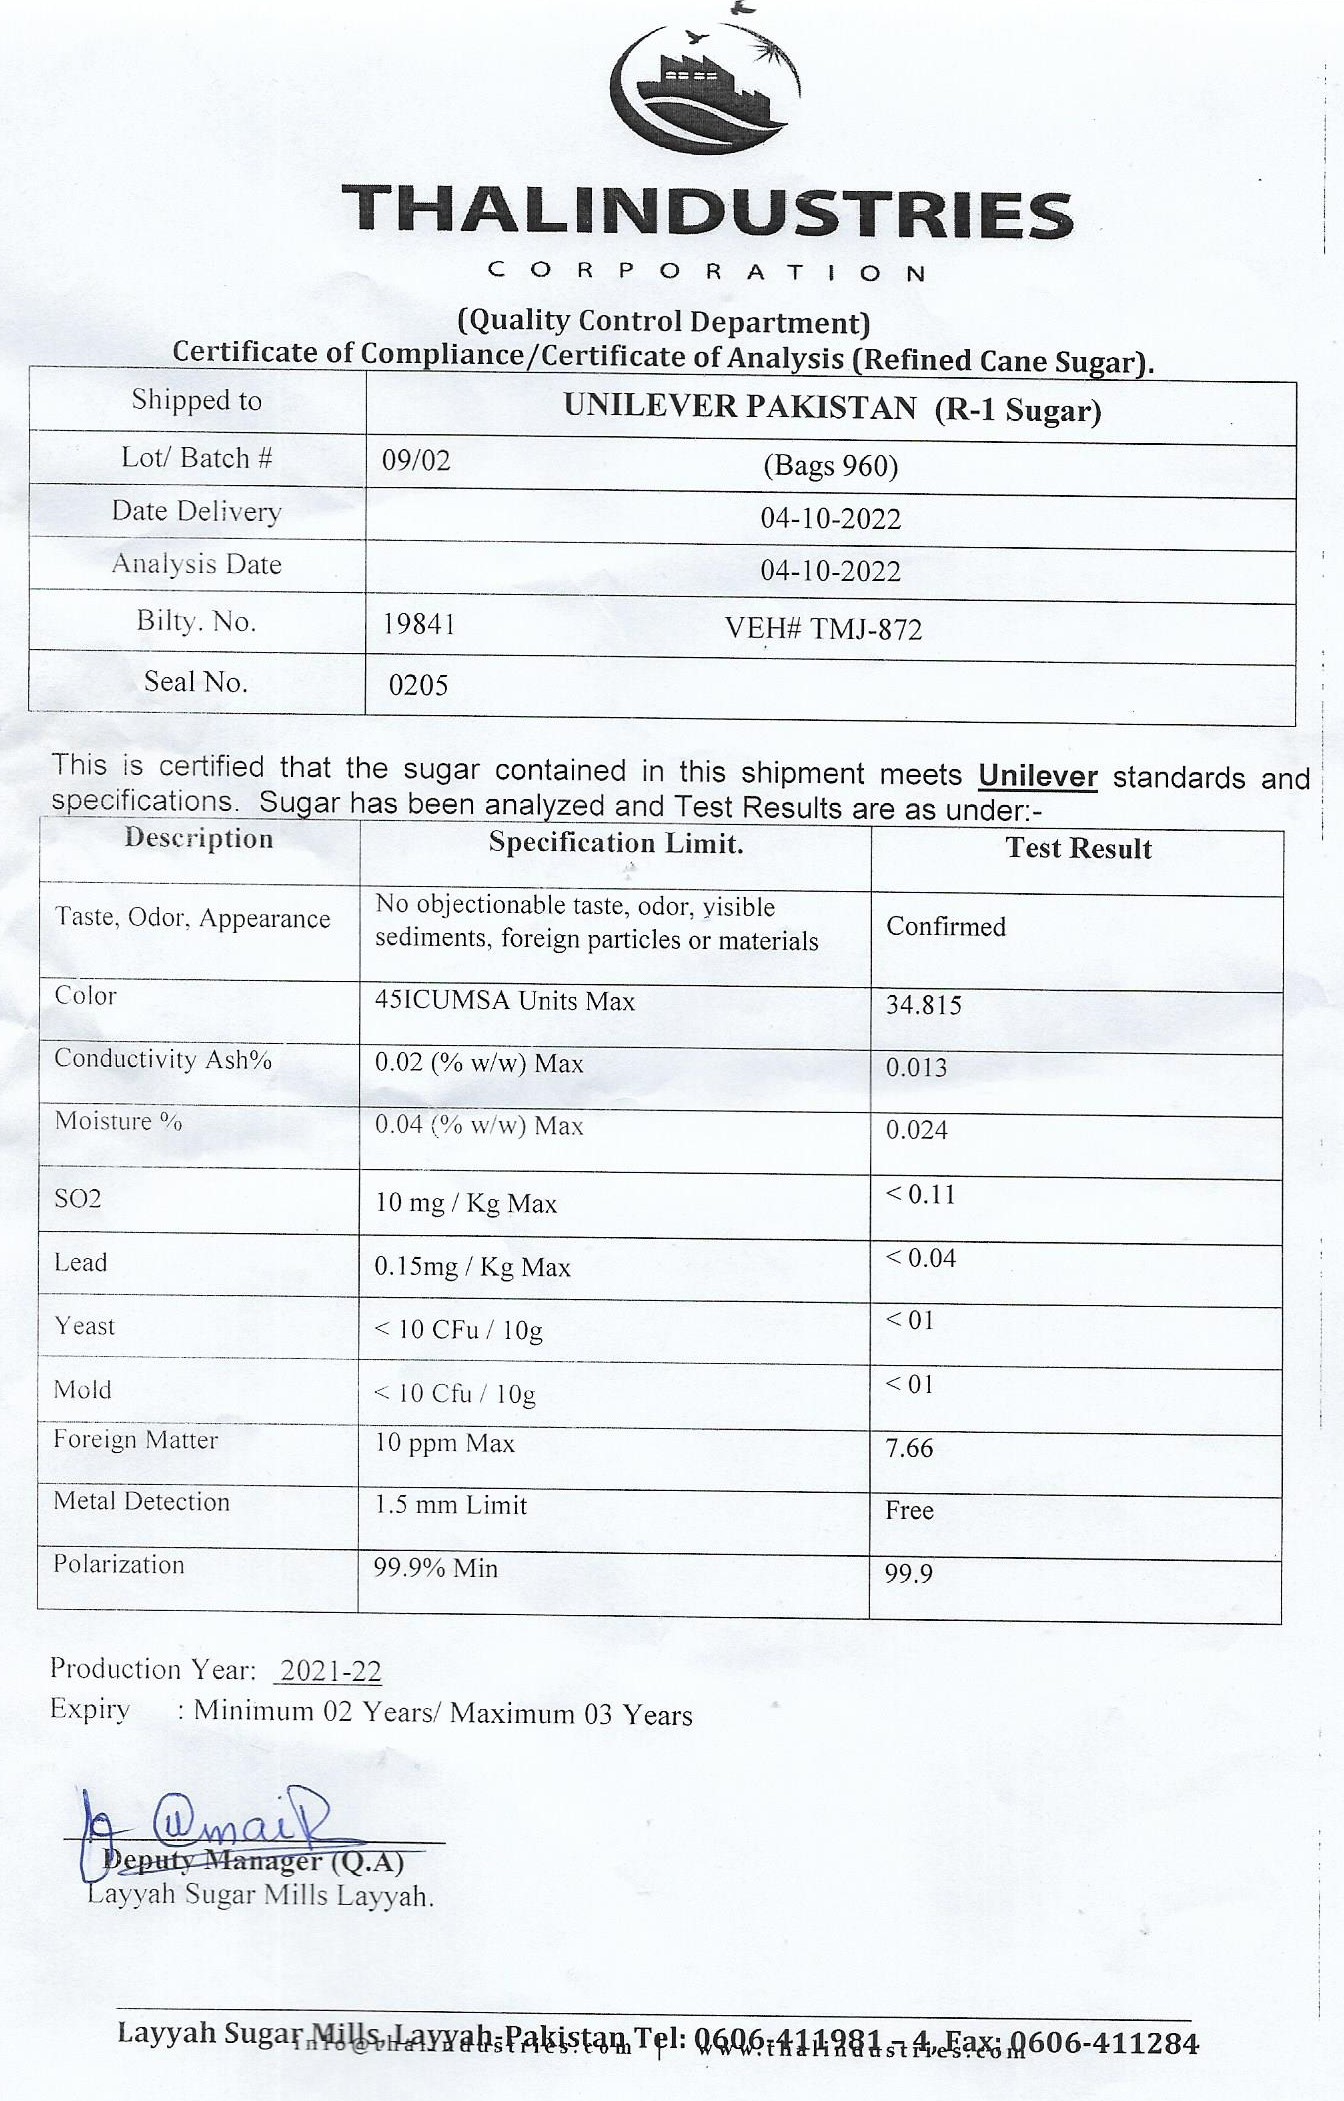 THALINDUSTRIES
CORPORATION
(Quality Control Department)
Certificate of Compliance/Certificate of Analysis (Refined Cane Sugar).
Shipped to UNILEVER PAKISTAN (R-1 Sugar)
Lot/ Batch # 09/02 (Bags 960)
Date Delivery 04-10-2022
Analysis Date 04-10-2022
Bilty. No. 19841 VEH# TMJ-872
Seal No. 0205
This is certified that the sugar contained in this shipment meets Unilever standards and
specifications. Sugar has been analyzed and Test Results are as under:-
Description Specification Limit. Test Result
Taste, Odor, Appearance No objectionable taste, odor, visible
sediments, foreign particles or materials Confirmed
Color 45ICUMSA Units Max 34.815
Conductivity Ash% 0.02 (% w/w) Max 0.013
Moisture % 0.04 (% w/w) Max 0.024
SO2 10 mg / Kg Max < 0.11
Lead 0.15mg / Kg Max < 0.04
Yeast < 10 CFu / 10g < 01
Mold < 10 Cfu / 10g < 01
Foreign Matter 10 ppm Max 7.66
Metal Detection 1.5 mm Limit Free
Polarization 99.9% Min 99.9
Production Year: 2021-22
Expiry : Minimum 02 Years/ Maximum 03 Years
Deputy Manager (Q.A)
Layyah Sugar Mills Layyah.
Layyah Sugar Mills, Layyah-Pakistan Tel: 0606-411981 – 4, Fax: 0606-411284
info@thalindustries.com | www.thalindustries.com